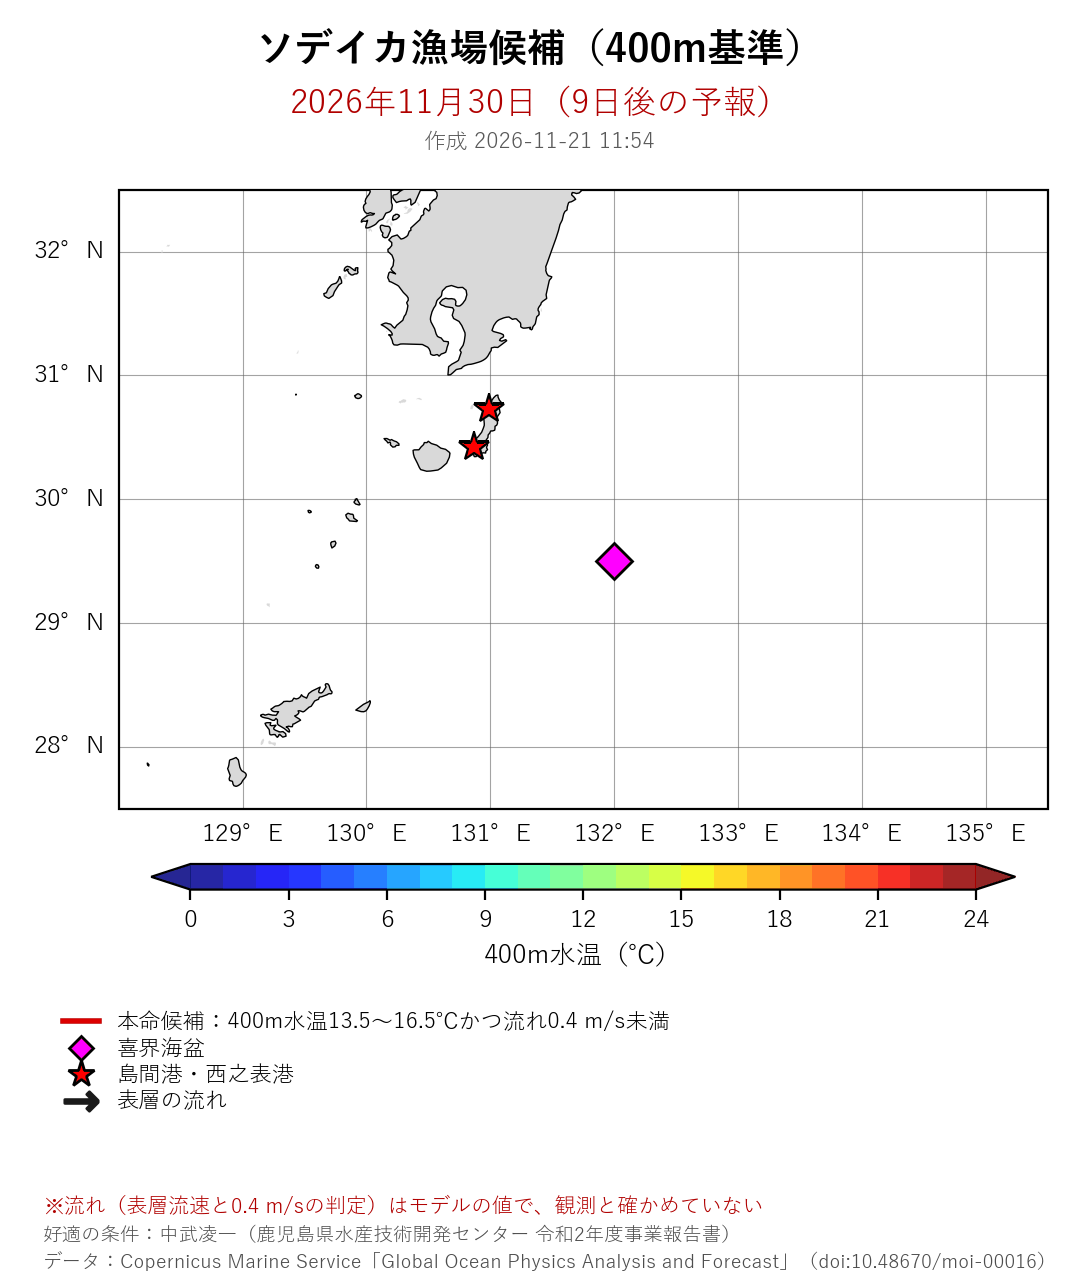 ソデイカ漁場候補（400m基準）
2026年11月30日（9日後の予報）
作成 2026-11-21 11:54
32° N
31° N
30° N
29° N
28° N
129° E 130° E 131° E 132° E 133° E 134° E 135° E
0 3 6 9 12 15 18 21 24
400m水温（℃）
本命候補：400m水温13.5～16.5℃かつ流れ0.4 m/s未満
喜界海盆
島間港・西之表港
表層の流れ
※流れ（表層流速と0.4 m/sの判定）はモデルの値で、観測と確かめていない
好適の条件：中武凌一（鹿児島県水産技術開発センター 令和2年度事業報告書）
データ：Copernicus Marine Service「Global Ocean Physics Analysis and Forecast」（doi:10.48670/moi-00016）